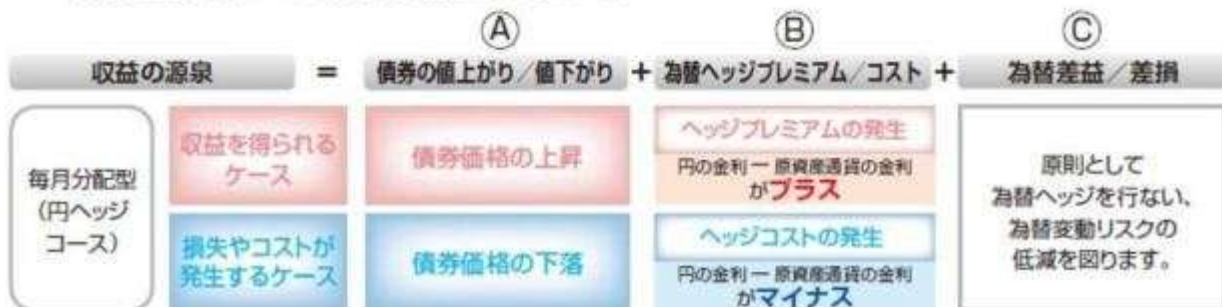 Ⓐ Ⓑ Ⓒ
収益の源泉 = 債券の値上がり/値下がり + 為替ヘッジプレミアム/コスト + 為替差益/差損
毎月分配型
(円ヘッジ
コース)
収益を得られる
ケース
債券価格の上昇
ヘッジプレミアムの発生
円の金利ー原資産通貨の金利
がプラス
損失やコストが
発生するケース
債券価格の下落
ヘッジコストの発生
円の金利ー原資産通貨の金利
がマイナス
原則として
為替ヘッジを行ない、
為替変動リスクの
低減を図ります。